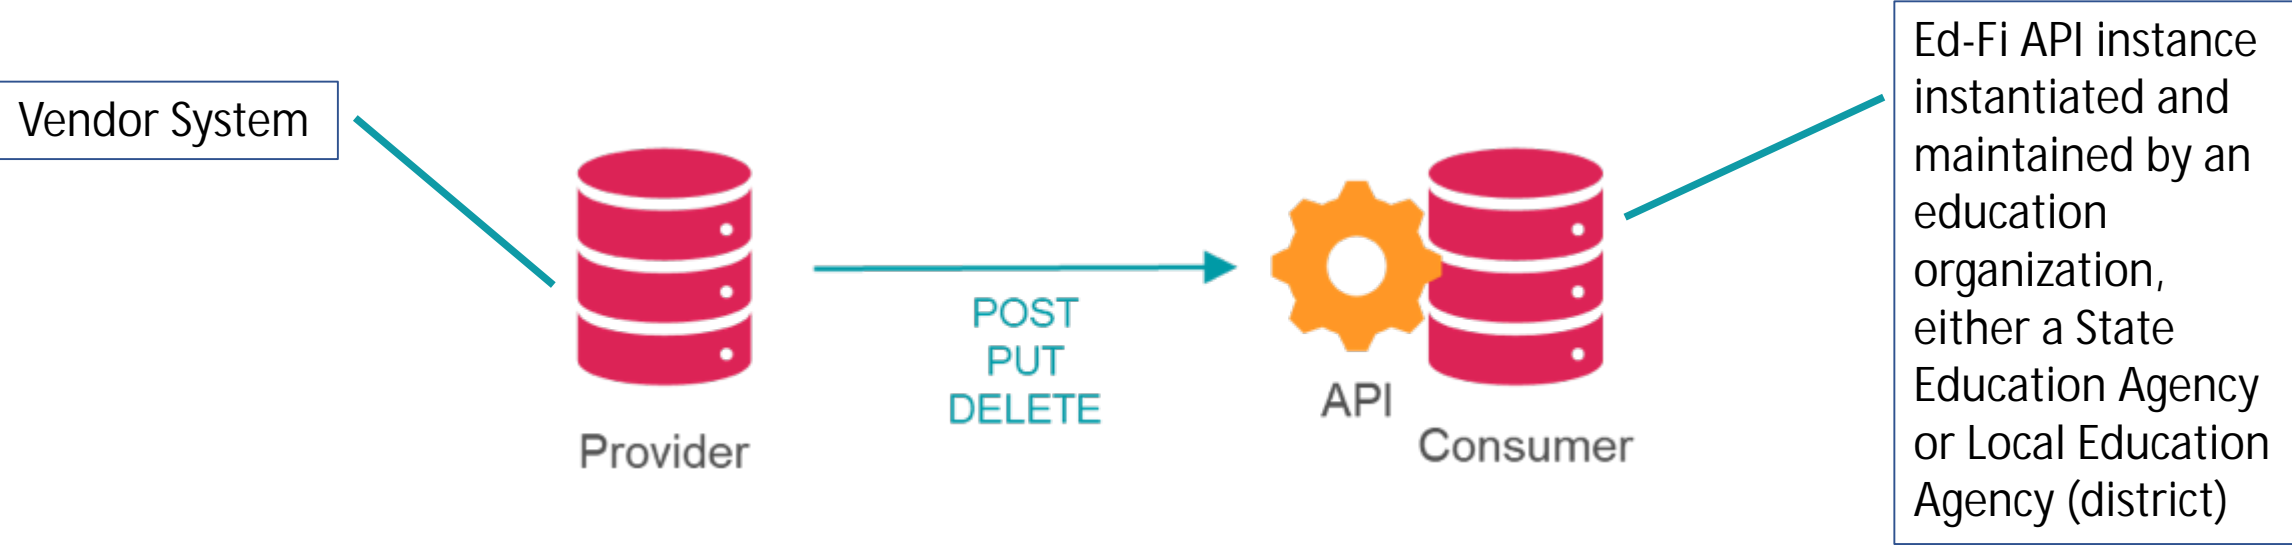 Vendor System
Provider
POST
PUT
DELETE
API
Consumer
Ed-Fi API instance
instantiated and
maintained by an
education
organization,
either a State
Education Agency
or Local Education
Agency (district)